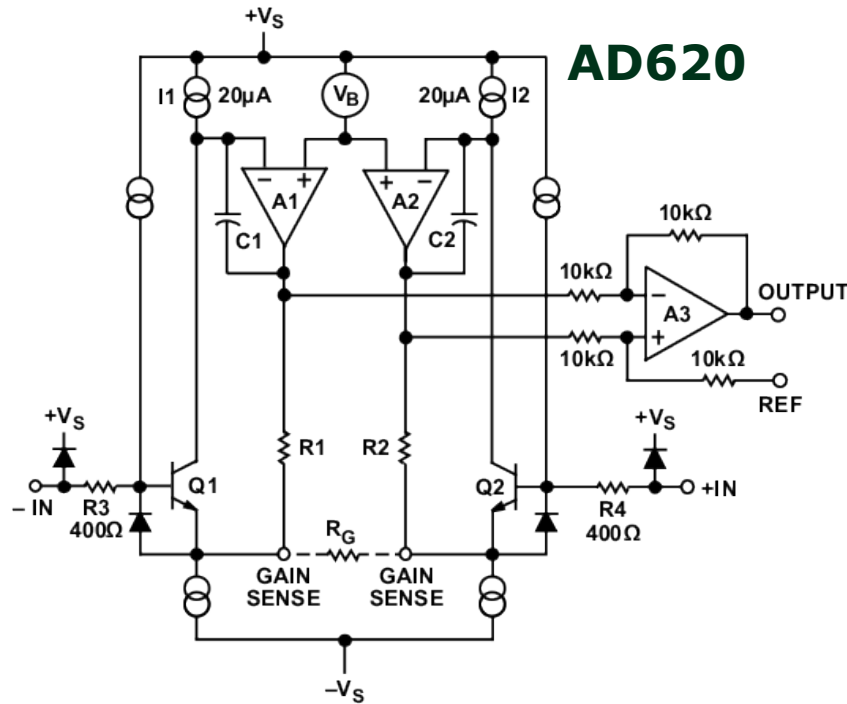 +VS
AD620
I1
20µA
VB
20µA
I2
−
+
A1
+
−
A2
C1
C2
10kΩ
10kΩ
−
A3
+
OUTPUT
10kΩ
10kΩ
REF
+VS
R1
R2
+VS
Q1
Q2
− IN
R3
400Ω
+IN
R4
400Ω
RG
GAIN
SENSE
GAIN
SENSE
−VS